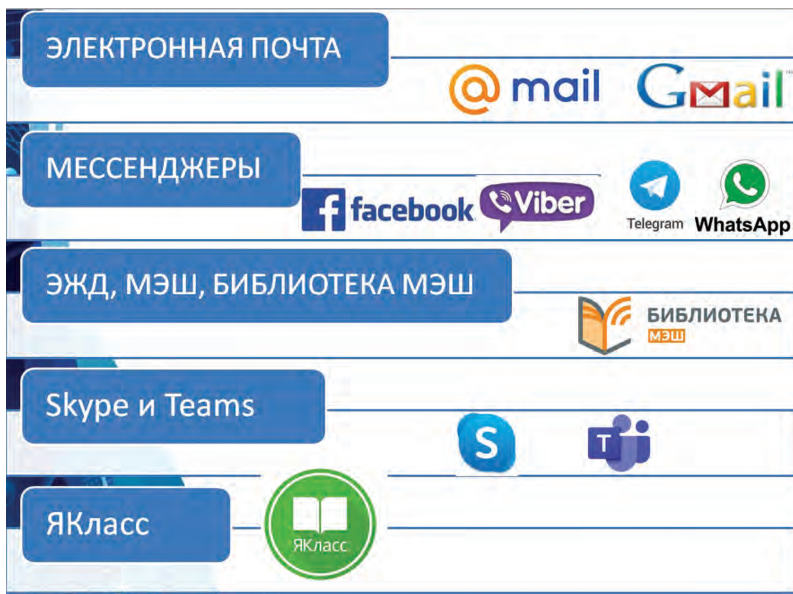 ЭЛЕКТРОННАЯ ПОЧТА
@ mail Gmail
МЕССЕНДЖЕРЫ
f facebook Viber
Telegram WhatsApp
ЭЖД, МЭШ, БИБЛИОТЕКА МЭШ
БИБЛИОТЕКА
МЭШ
Skype и Teams
S T
ЯКласс
ЯКласс